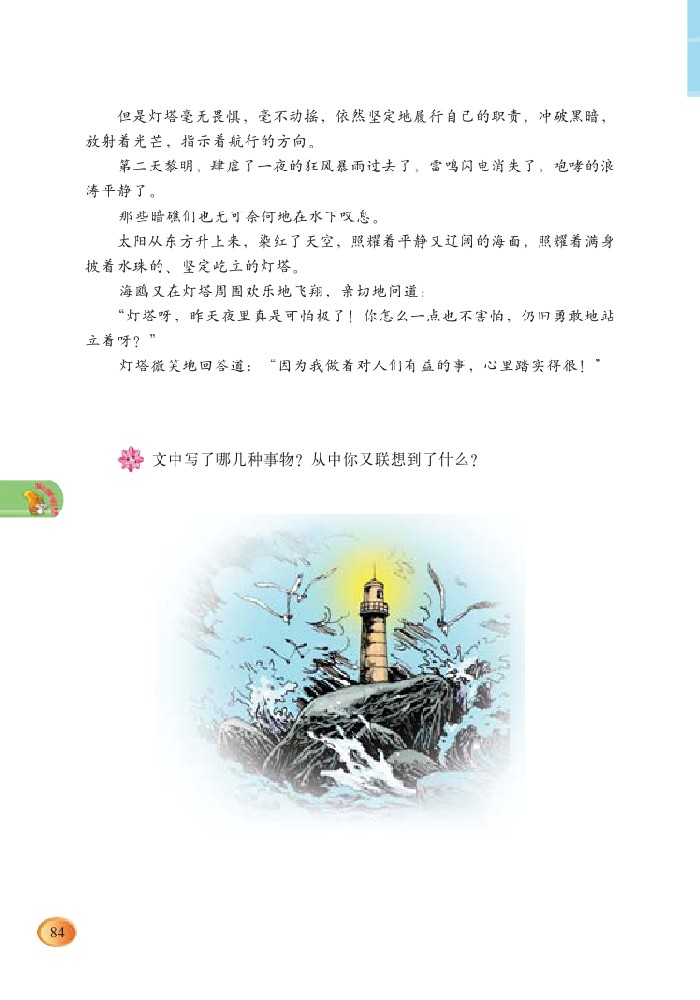 但是灯塔毫无畏惧，毫不动摇，依然坚定地履行自己的职责，冲破黑暗，
放射着光芒，指示着航行的方向。
第二天黎明，肆虐了一夜的狂风暴雨过去了，雷鸣闪电消失了，咆哮的浪
涛平静了。
那些暗礁们也无可奈何地在水下叹息。
太阳从东方升上来，染红了天空，照耀着平静又辽阔的海面，照耀着满身
披着水珠的、坚定屹立的灯塔。
海鸥又在灯塔周围欢乐地飞翔，亲切地问道：
“灯塔呀，昨天夜里真是可怕极了！你怎么一点也不害怕，仍旧勇敢地站
立着呀？”
灯塔微笑地回答道：“因为我做着对人们有益的事，心里踏实得很！”
文中写了哪几种事物？从中你又联想到了什么？
84